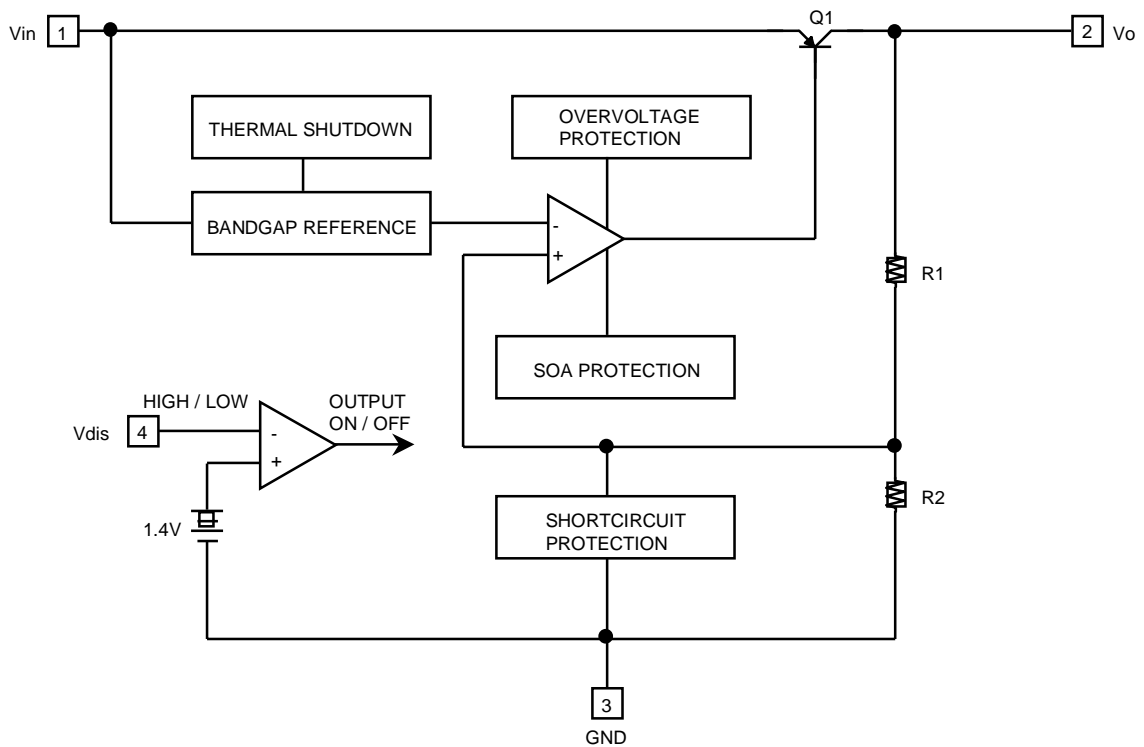 Q1
Vin 1
2 Vo
THERMAL SHUTDOWN
OVERVOLTAGE
PROTECTION
BANDGAP REFERENCE
-
+
R1
SOA PROTECTION
HIGH / LOW
OUTPUT
ON / OFF
Vdis 4
-
+
R2
1.4V
SHORTCIRCUIT
PROTECTION
3
GND